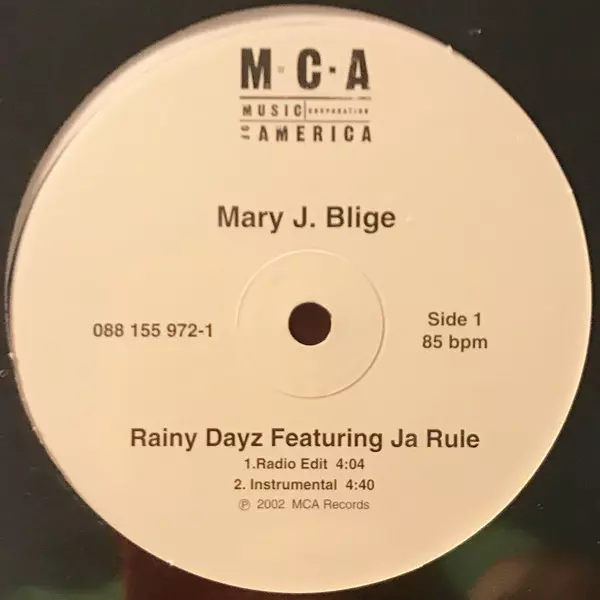 M·C·A
MUSIC CORPORATION
OF AMERICA
Mary J. Blige
088 155 972-1
Side 1
85 bpm
Rainy Dayz Featuring Ja Rule
1.Radio Edit 4:04
2. Instrumental 4:40
℗ 2002 MCA Records